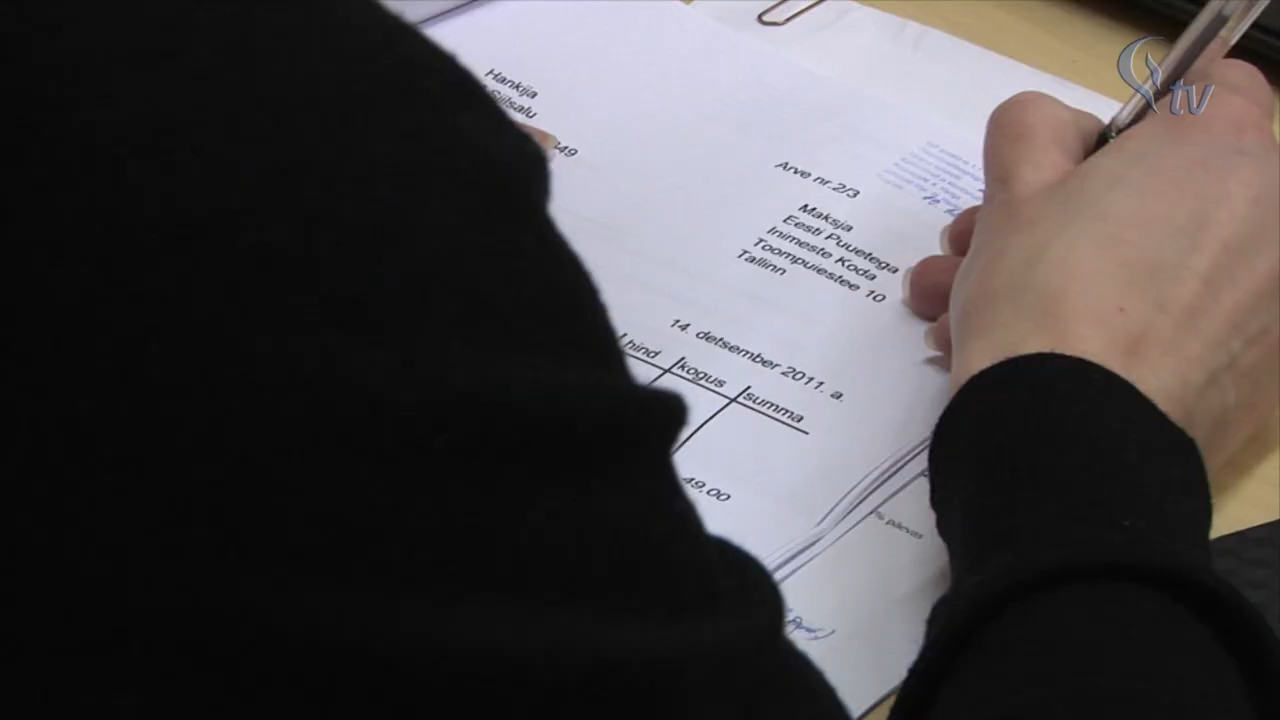 Hankija
Siilsalu
349
Arve nr.2/3
Maksja
Eesti Puuetega
Inimeste Koda
Toompuiestee 10
Tallinn
14. detsember 2011. a.
hind kogus summa
49,00
päevas
tv